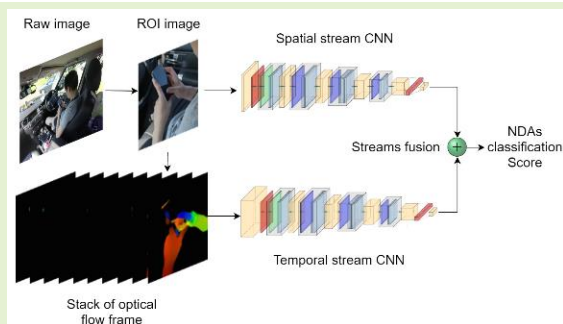 Raw image
ROI image
Spatial stream CNN
Streams fusion
NDAs
classification
Score
Temporal stream CNN
Stack of optical
flow frame